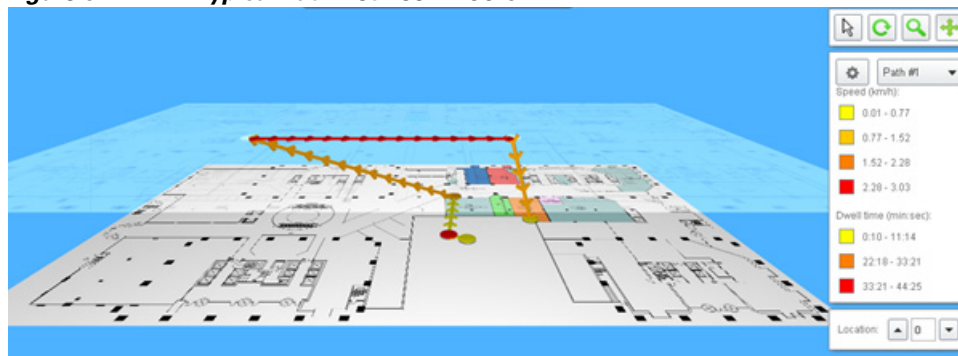 Path #1
Speed (km/h):
0.01 - 0.77
0.77 - 1.52
1.52 - 2.28
2.28 - 3.03
Dwell time (min:sec):
0:10 - 11:14
22:18 - 33:21
33:21 - 44:25
Location: 0